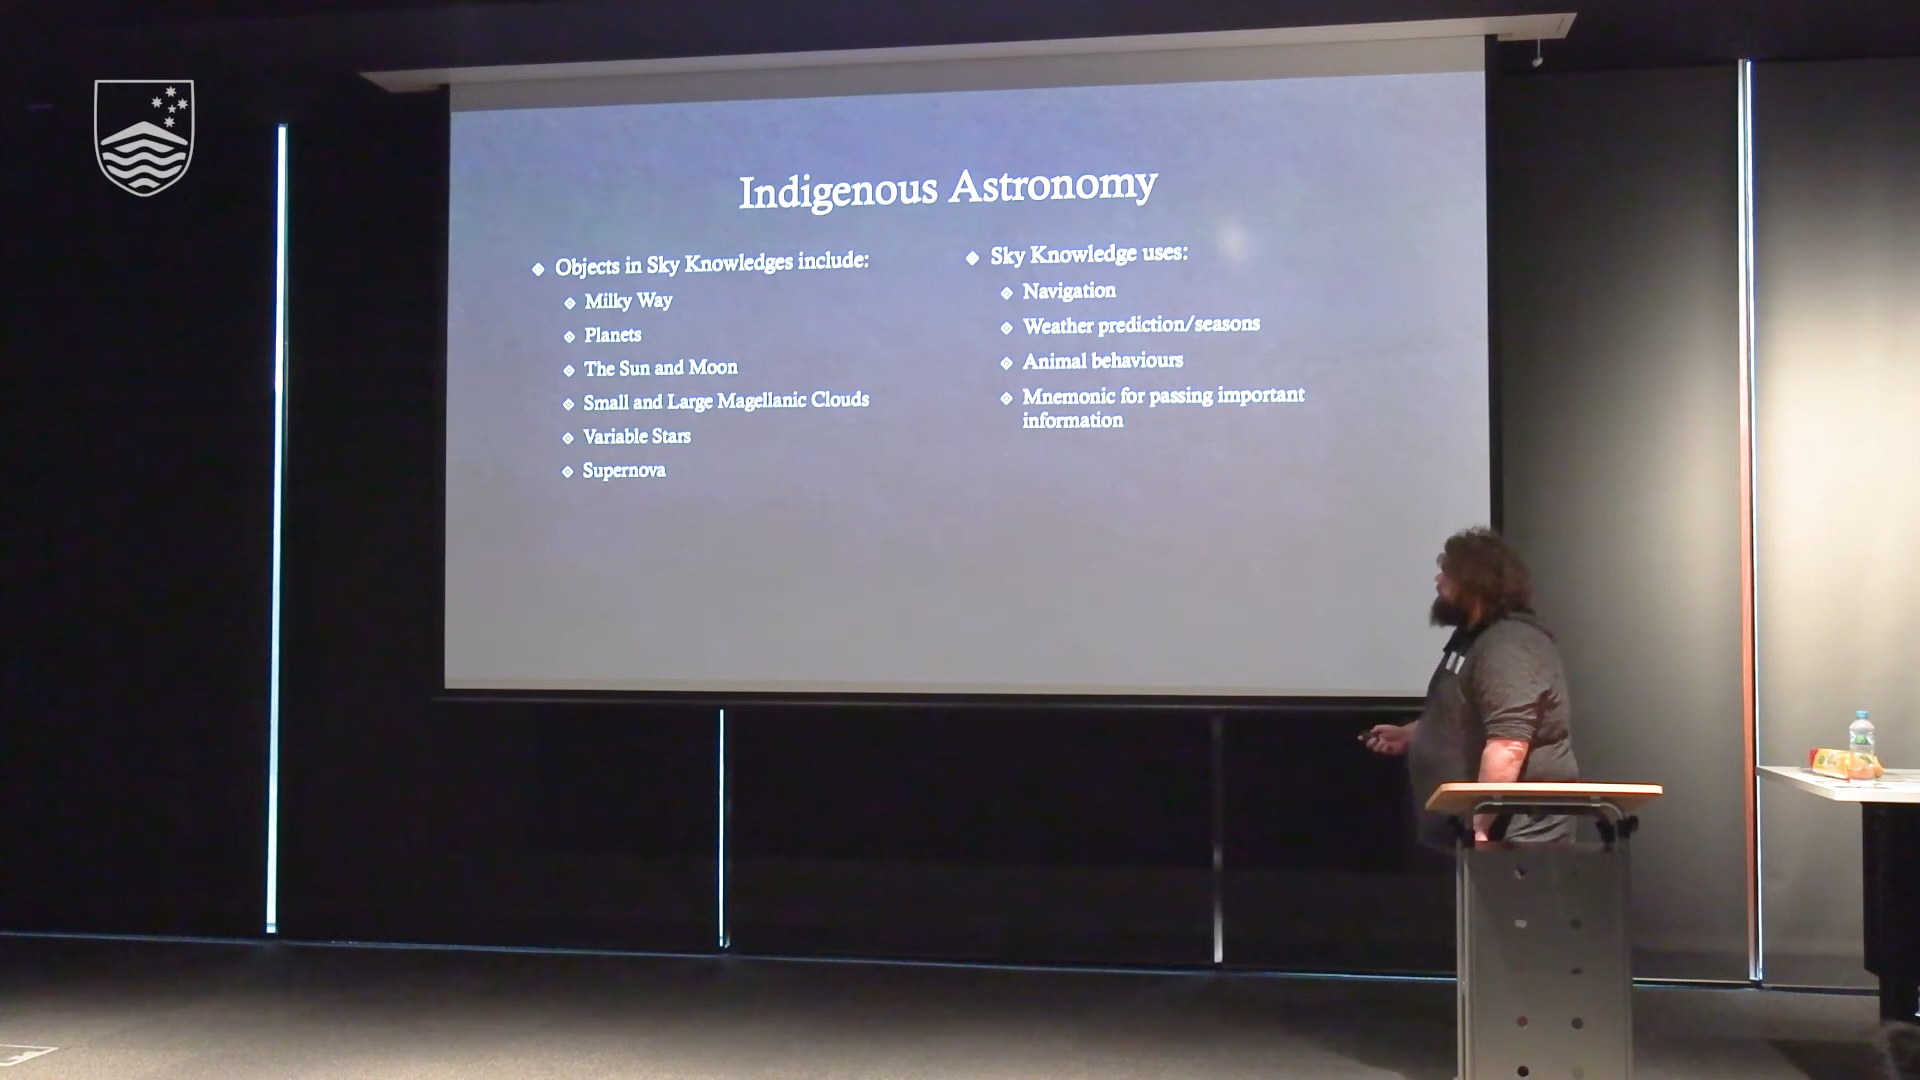 Indigenous Astronomy
Objects in Sky Knowledges include:
Milky Way
Planets
The Sun and Moon
Small and Large Magellanic Clouds
Variable Stars
Supernova
Sky Knowledge uses:
Navigation
Weather prediction/seasons
Animal behaviours
Mnemonic for passing important
information